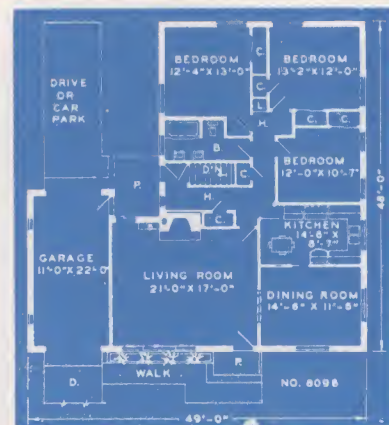 BEDROOM
12'-4" X 13'-0"
C.
C.
L.
BEDROOM
13'-2" X 12'-0"
DRIVE
OR
CAR
PARK
H.
C.
C.
B.
D'N.
C.
BEDROOM
12'-0" X 10'-7"
P.
H.
C.
KITCHEN
14'-6" X
8'-7"
GARAGE
11'-0" X 22'-0"
LIVING ROOM
21'-0" X 17'-0"
DINING ROOM
14'-6" X 11'-6"
48'-0"
D.
WALK
P.
NO. 8098
49'-0"